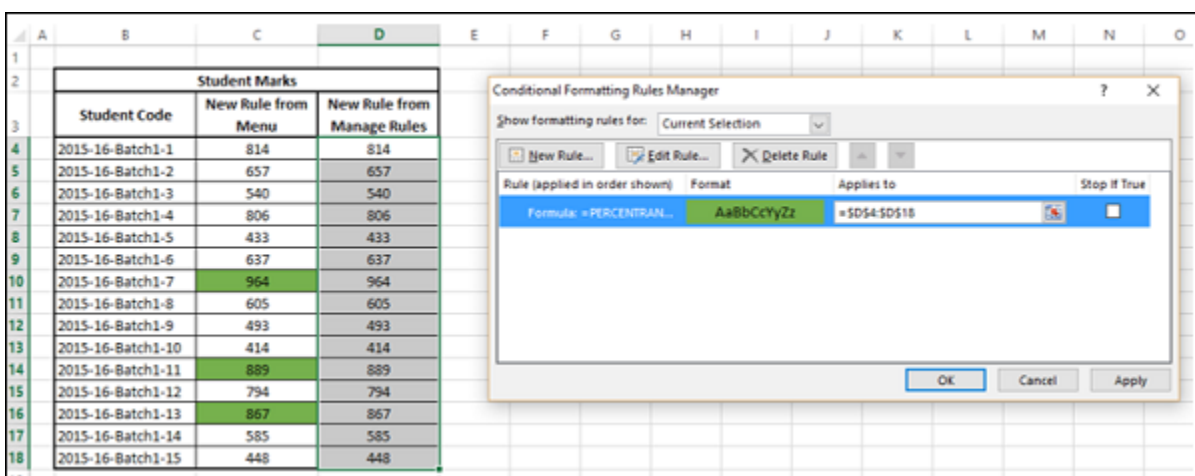 A B C D E F G H I J K L M N O
1
2 Student Marks
3 Student Code New Rule from Menu New Rule from Manage Rules
4 2015-16-Batch1-1 814 814
5 2015-16-Batch1-2 657 657
6 2015-16-Batch1-3 540 540
7 2015-16-Batch1-4 806 806
8 2015-16-Batch1-5 433 433
9 2015-16-Batch1-6 637 637
10 2015-16-Batch1-7 964 964
11 2015-16-Batch1-8 605 605
12 2015-16-Batch1-9 493 493
13 2015-16-Batch1-10 414 414
14 2015-16-Batch1-11 889 889
15 2015-16-Batch1-12 794 794
16 2015-16-Batch1-13 867 867
17 2015-16-Batch1-14 585 585
18 2015-16-Batch1-15 448 448
Conditional Formatting Rules Manager ? ×
Show formatting rules for: Current Selection
New Rule... Edit Rule... Delete Rule
Rule (applied in order shown) Format Applies to Stop If True
Formula: =PERCENTRAN... AaBbCcYyZz =$D$4:$D$18
OK Cancel Apply